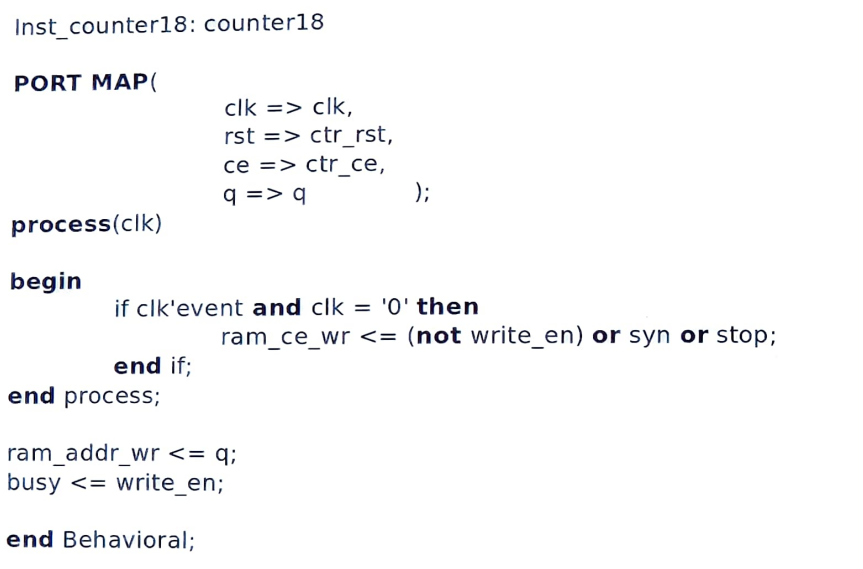 Inst_counter18: counter18
PORT MAP(
clk => clk,
rst => ctr_rst,
ce => ctr_ce,
q => q );
process(clk)
begin
if clk'event and clk = '0' then
ram_ce_wr <= (not write_en) or syn or stop;
end if;
end process;
ram_addr_wr <= q;
busy <= write_en;
end Behavioral;